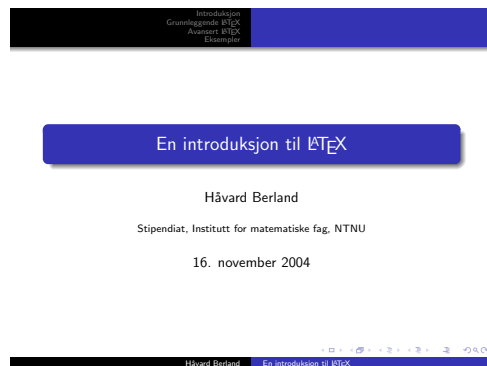 Introduksjon
Grunnleggende LATEX
Avansert LATEX
Eksempler
En introduksjon til LATEX
Håvard Berland
Stipendiat, Institutt for matematiske fag, NTNU
16. november 2004
Håvard Berland En introduksjon til LATEX